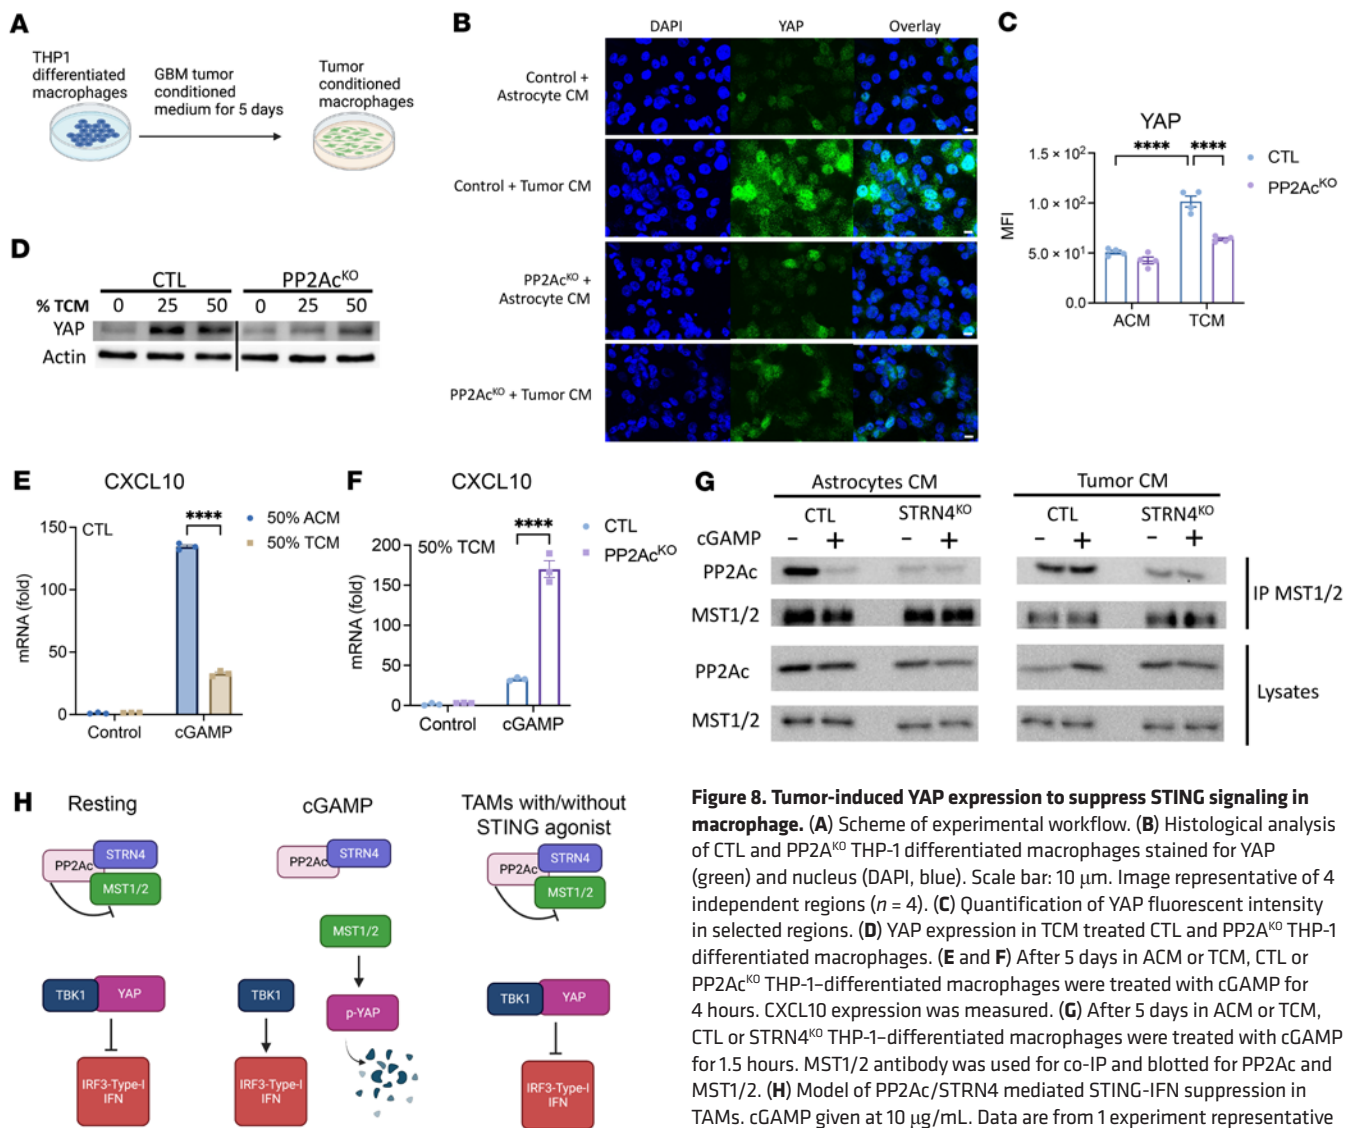 A
THP1
differentiated
macrophages
GBM tumor
conditioned
medium for 5 days
Tumor
conditioned
macrophages
B
DAPI
YAP
Overlay
Control +
Astrocyte CM
Control + Tumor CM
PP2Ac^KO +
Astrocyte CM
PP2Ac^KO + Tumor CM
C
YAP
****
****
1.5 × 10²
1.0 × 10²
5.0 × 10¹
0.0
MFI
ACM
TCM
CTL
PP2Ac^KO
D
CTL
PP2Ac^KO
% TCM 0 25 50 0 25 50
YAP
Actin
E
CXCL10
CTL
****
150
100
50
0
mRNA (fold)
Control
cGAMP
50% ACM
50% TCM
F
CXCL10
50% TCM
****
200
150
100
50
0
mRNA (fold)
Control
cGAMP
CTL
PP2Ac^KO
G
Astrocytes CM
Tumor CM
CTL STRN4^KO CTL STRN4^KO
cGAMP − + − + − + − +
PP2Ac
MST1/2
IP MST1/2
PP2Ac
MST1/2
Lysates
H
Resting
PP2Ac
STRN4
MST1/2
TBK1
YAP
IRF3-Type-I
IFN
cGAMP
PP2Ac
STRN4
MST1/2
TBK1
p-YAP
IRF3-Type-I
IFN
TAMs with/without
STING agonist
PP2Ac
STRN4
MST1/2
TBK1
YAP
IRF3-Type-I
IFN
Figure 8. Tumor-induced YAP expression to suppress STING signaling in
macrophage. (A) Scheme of experimental workflow. (B) Histological analysis
of CTL and PP2A^KO THP-1 differentiated macrophages stained for YAP
(green) and nucleus (DAPI, blue). Scale bar: 10 μm. Image representative of 4
independent regions (n = 4). (C) Quantification of YAP fluorescent intensity
in selected regions. (D) YAP expression in TCM treated CTL and PP2A^KO THP-1
differentiated macrophages. (E and F) After 5 days in ACM or TCM, CTL or
PP2Ac^KO THP-1–differentiated macrophages were treated with cGAMP for
4 hours. CXCL10 expression was measured. (G) After 5 days in ACM or TCM,
CTL or STRN4^KO THP-1–differentiated macrophages were treated with cGAMP
for 1.5 hours. MST1/2 antibody was used for co-IP and blotted for PP2Ac and
MST1/2. (H) Model of PP2Ac/STRN4 mediated STING-IFN suppression in
TAMs. cGAMP given at 10 μg/mL. Data are from 1 experiment representative